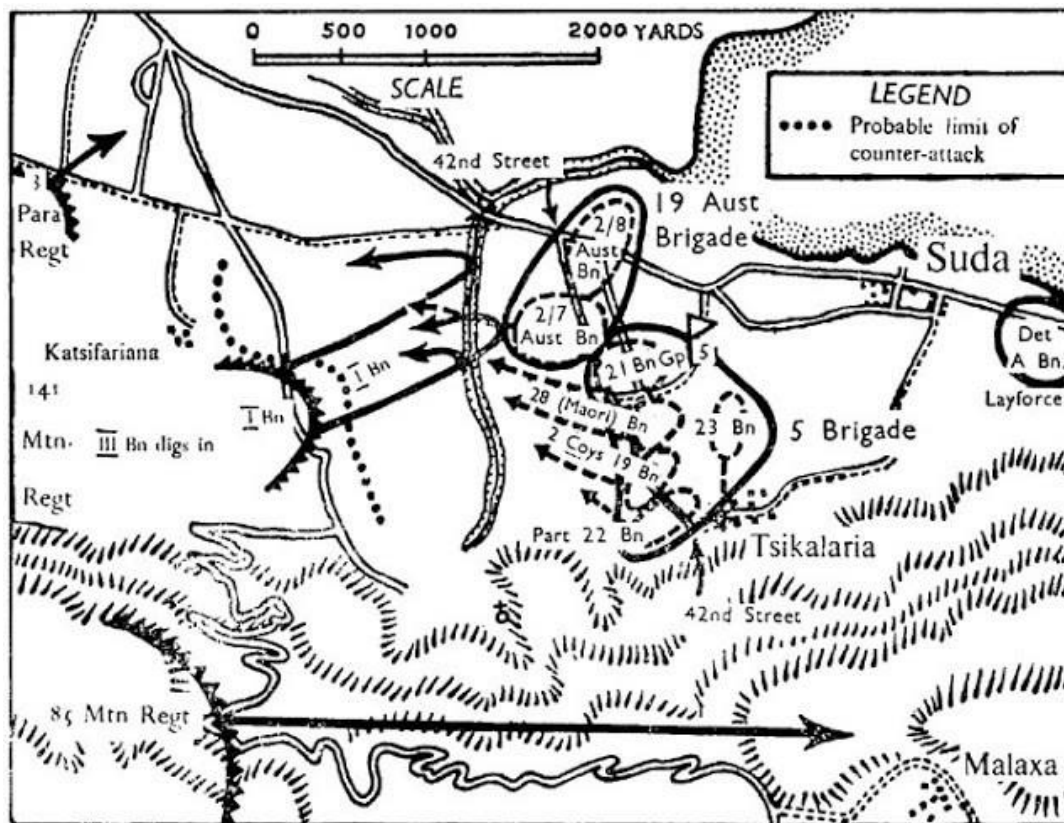 0 500 1000 2000 YARDS
SCALE
LEGEND
Probable limit of
counter-attack
42nd Street
3
Para
Regt
19 Aust
Brigade
2/8
Aust
Bn
Suda
2/7
Aust Bn
Det
A Bn
Layforce
Katsifariana
I Bn
21 Bn Gp
5
141
28 (Maori) Bn
23 Bn
5 Brigade
I Bn
Mtn.
III Bn digs in
2 Coys 19 Bn
Regt
Part 22 Bn
Tsikalaria
42nd Street
85 Mtn Regt
Malaxa